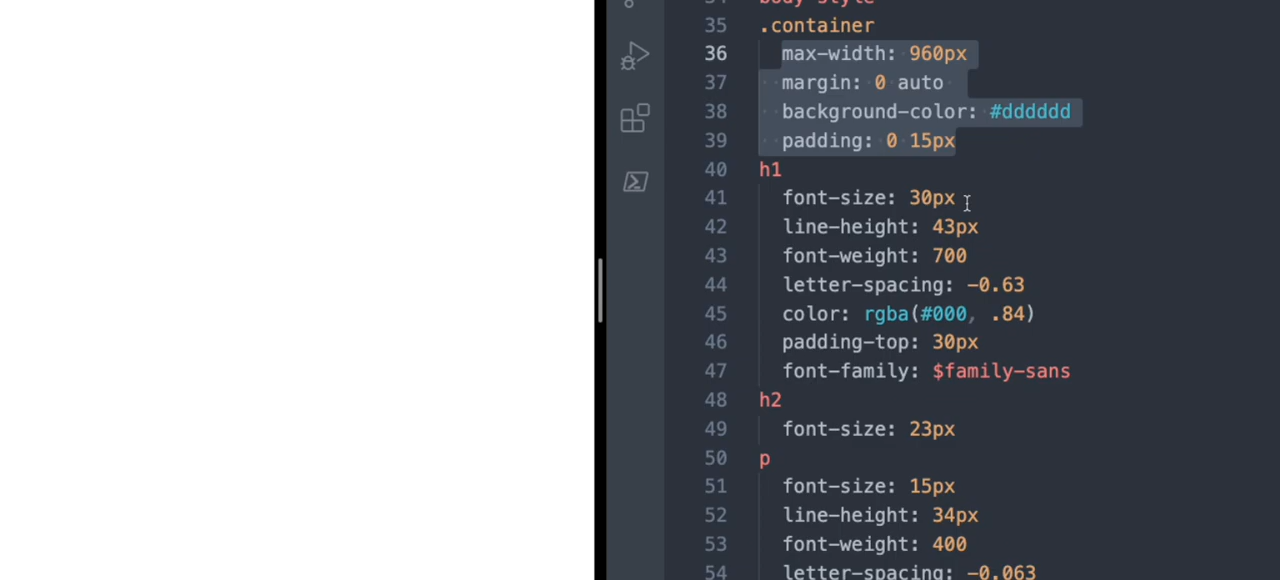 34 body-style
35 .container
36 max-width: 960px
37 margin: 0 auto
38 background-color: #dddddd
39 padding: 0 15px
40 h1
41 font-size: 30px
42 line-height: 43px
43 font-weight: 700
44 letter-spacing: -0.63
45 color: rgba(#000, .84)
46 padding-top: 30px
47 font-family: $family-sans
48 h2
49 font-size: 23px
50 p
51 font-size: 15px
52 line-height: 34px
53 font-weight: 400
54 letter-spacing: -0.063